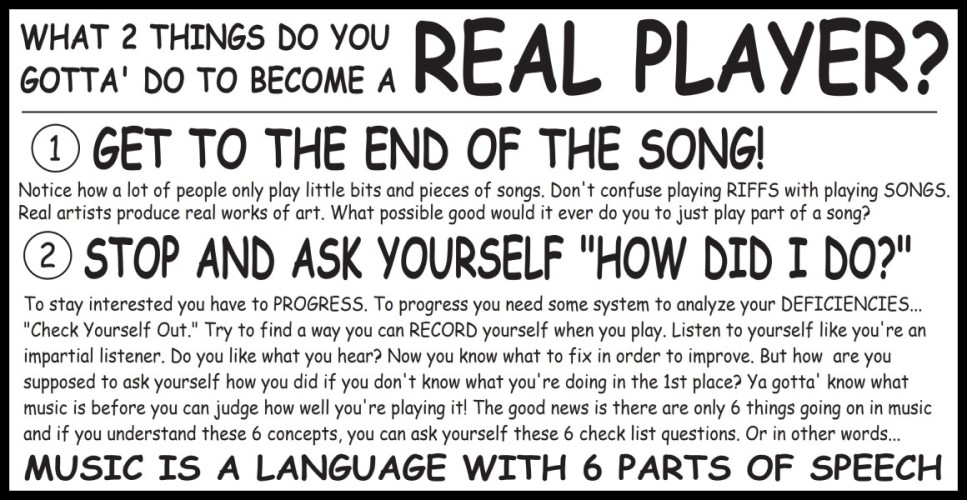 WHAT 2 THINGS DO YOU
GOTTA' DO TO BECOME A REAL PLAYER?
1 GET TO THE END OF THE SONG!
Notice how a lot of people only play little bits and pieces of songs. Don't confuse playing RIFFS with playing SONGS.
Real artists produce real works of art. What possible good would it ever do you to just play part of a song?
2 STOP AND ASK YOURSELF "HOW DID I DO?"
To stay interested you have to PROGRESS. To progress you need some system to analyze your DEFICIENCIES...
"Check Yourself Out." Try to find a way you can RECORD yourself when you play. Listen to yourself like you're an
impartial listener. Do you like what you hear? Now you know what to fix in order to improve. But how are you
supposed to ask yourself how you did if you don't know what you're doing in the 1st place? Ya gotta' know what
music is before you can judge how well you're playing it! The good news is there are only 6 things going on in music
and if you understand these 6 concepts, you can ask yourself these 6 check list questions. Or in other words...
MUSIC IS A LANGUAGE WITH 6 PARTS OF SPEECH